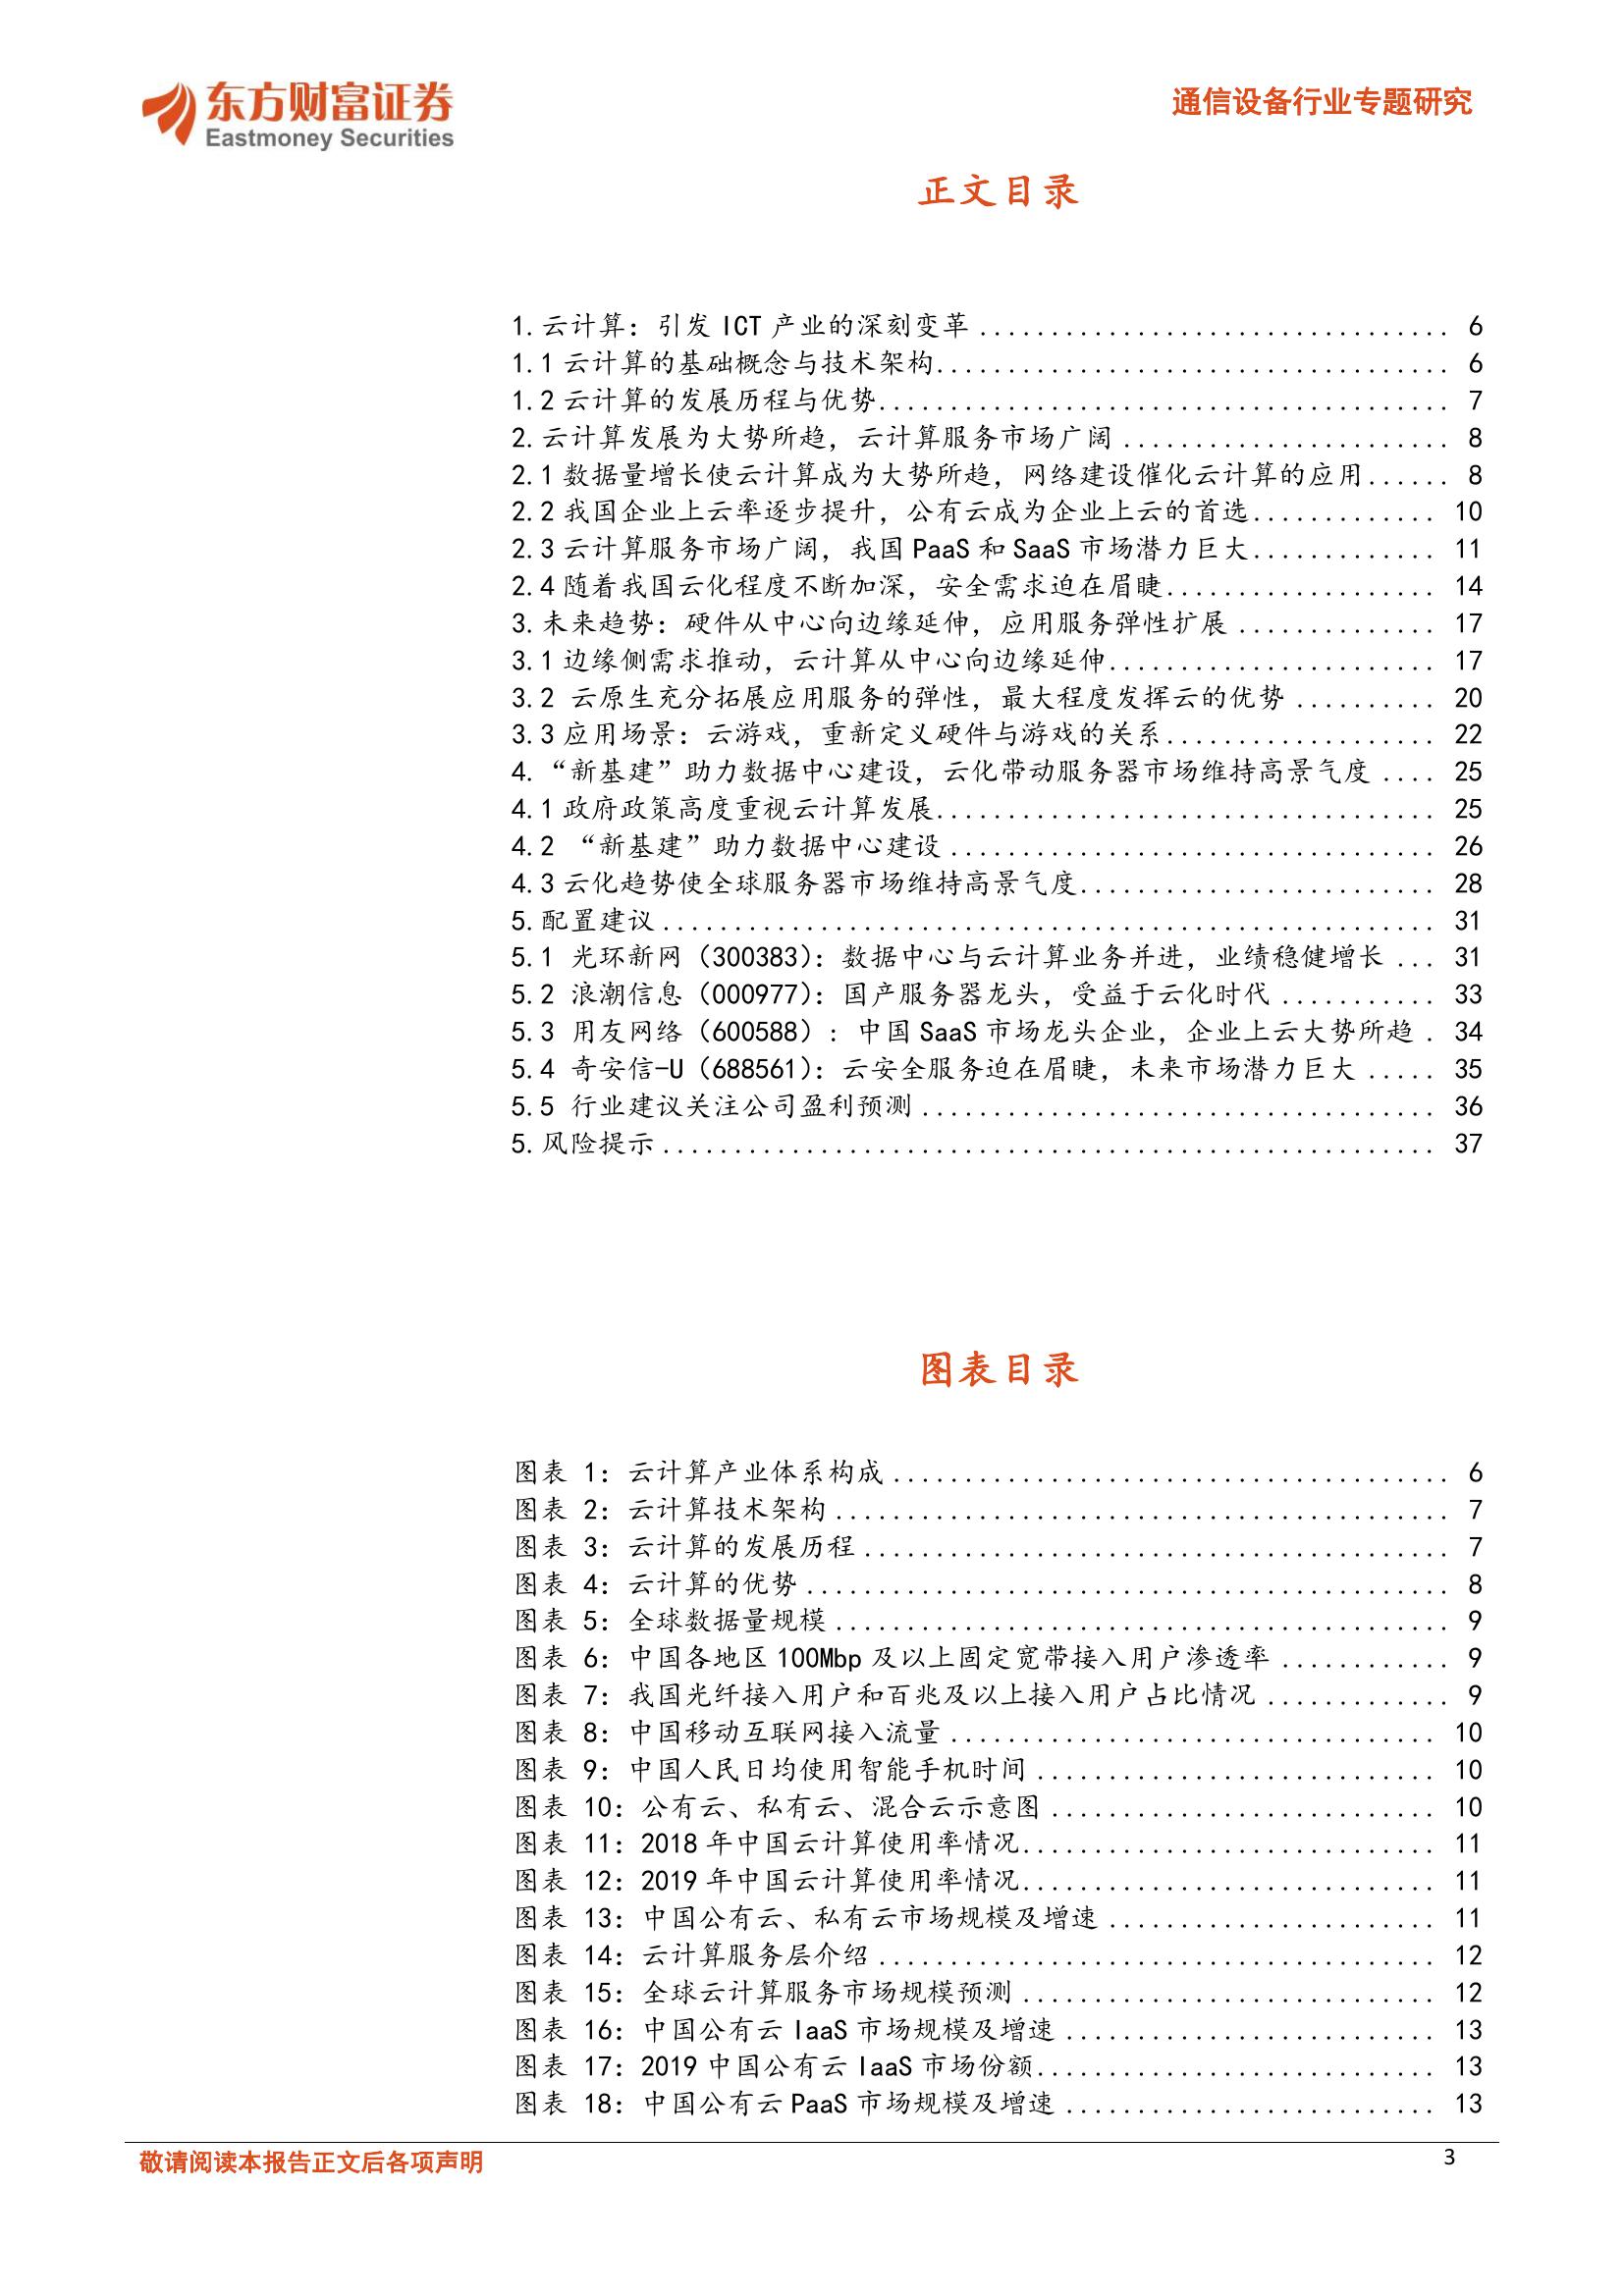 东方财富证券
Eastmoney Securities
通信设备行业专题研究
正文目录
1.云计算：引发 ICT 产业的深刻变革 ................................. 6
1.1 云计算的基础概念与技术架构.................................... 6
1.2 云计算的发展历程与优势........................................ 7
2.云计算发展为大势所趋，云计算服务市场广阔 ....................... 8
2.1 数据量增长使云计算成为大势所趋，网络建设催化云计算的应用...... 8
2.2 我国企业上云率逐步提升，公有云成为企业上云的首选............. 10
2.3 云计算服务市场广阔，我国 PaaS 和 SaaS 市场潜力巨大............. 11
2.4 随着我国云化程度不断加深，安全需求迫在眉睫................... 14
3.未来趋势：硬件从中心向边缘延伸，应用服务弹性扩展 .............. 17
3.1 边缘侧需求推动，云计算从中心向边缘延伸....................... 17
3.2 云原生充分拓展应用服务的弹性，最大程度发挥云的优势 .......... 20
3.3 应用场景：云游戏，重新定义硬件与游戏的关系................... 22
4.“新基建”助力数据中心建设，云化带动服务器市场维持高景气度 .... 25
4.1 政府政策高度重视云计算发展................................... 25
4.2 “新基建”助力数据中心建设 .................................. 26
4.3 云化趋势使全球服务器市场维持高景气度......................... 28
5.配置建议 ...................................................... 31
5.1 光环新网（300383）：数据中心与云计算业务并进，业绩稳健增长 ... 31
5.2 浪潮信息（000977）：国产服务器龙头，受益于云化时代 ........... 33
5.3 用友网络（600588）：中国 SaaS 市场龙头企业，企业上云大势所趋 . 34
5.4 奇安信-U（688561）：云安全服务迫在眉睫，未来市场潜力巨大 ..... 35
5.5 行业建议关注公司盈利预测 .................................... 36
5.风险提示 ...................................................... 37
图表目录
图表 1：云计算产业体系构成 ....................................... 6
图表 2：云计算技术架构 ........................................... 7
图表 3：云计算的发展历程 ......................................... 7
图表 4：云计算的优势 ............................................. 8
图表 5：全球数据量规模 ........................................... 9
图表 6：中国各地区 100Mbp 及以上固定宽带接入用户渗透率 ............ 9
图表 7：我国光纤接入用户和百兆及以上接入用户占比情况 ............. 9
图表 8：中国移动互联网接入流量 .................................. 10
图表 9：中国人民日均使用智能手机时间 ............................ 10
图表 10：公有云、私有云、混合云示意图 ........................... 10
图表 11：2018 年中国云计算使用率情况............................. 11
图表 12：2019 年中国云计算使用率情况............................. 11
图表 13：中国公有云、私有云市场规模及增速 ....................... 11
图表 14：云计算服务层介绍 ....................................... 12
图表 15：全球云计算服务市场规模预测 ............................. 12
图表 16：中国公有云 IaaS 市场规模及增速 .......................... 13
图表 17：2019 中国公有云 IaaS 市场份额............................ 13
图表 18：中国公有云 PaaS 市场规模及增速 .......................... 13
敬请阅读本报告正文后各项声明
3